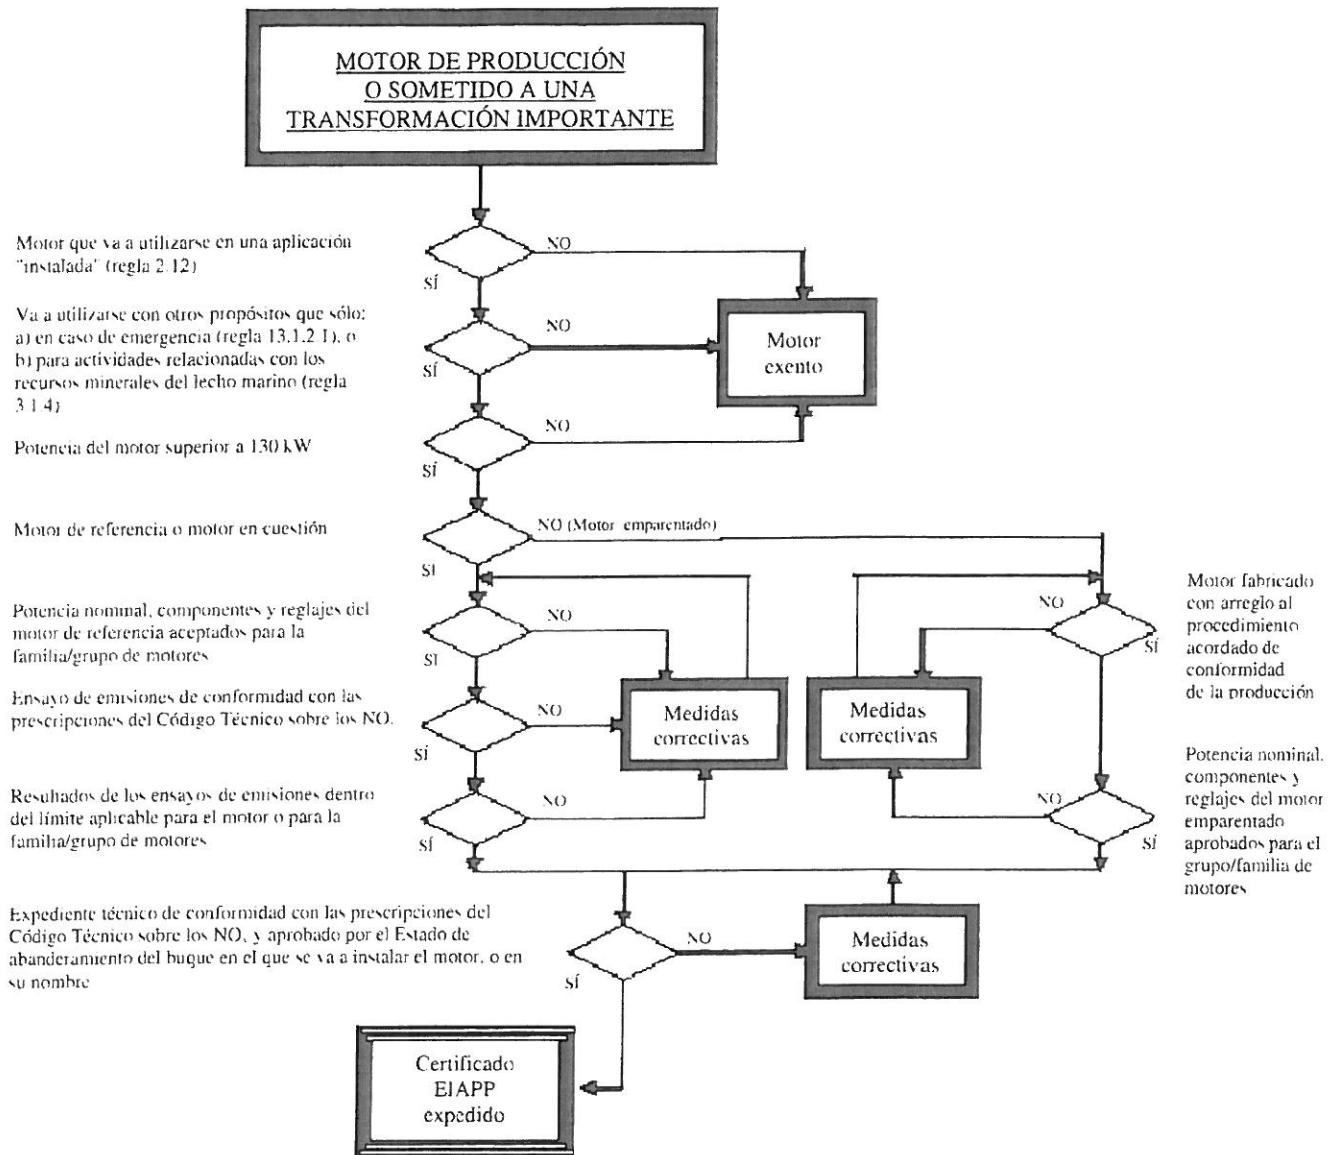 MOTOR DE PRODUCCIÓN
O SOMETIDO A UNA
TRANSFORMACIÓN IMPORTANTE
Motor que va a utilizarse en una aplicación
"instalada" (regla 2.12)
NO
SÍ
Va a utilizarse con otros propósitos que sólo:
a) en caso de emergencia (regla 13.1.2.1), o
b) para actividades relacionadas con los
recursos minerales del lecho marino (regla
3.1.4)
NO
SÍ
Motor
exento
Potencia del motor superior a 130 kW
NO
SÍ
Motor de referencia o motor en cuestión
NO (Motor emparentado)
SI
Potencia nominal, componentes y reglajes del
motor de referencia aceptados para la
familia/grupo de motores
NO
SI
Ensayo de emisiones de conformidad con las
prescripciones del Código Técnico sobre los NO.
NO
SÍ
Medidas
correctivas
Resultados de los ensayos de emisiones dentro
del límite aplicable para el motor o para la
familia/grupo de motores
NO
SÍ
Motor fabricado
con arreglo al
procedimiento
acordado de
conformidad
de la producción
NO
SÍ
Medidas
correctivas
Potencia nominal,
componentes y
reglajes del motor
emparentado
aprobados para el
grupo/familia de
motores
NO
SÍ
Expediente técnico de conformidad con las prescripciones del
Código Técnico sobre los NO, y aprobado por el Estado de
abanderamiento del buque en el que se va a instalar el motor, o en
su nombre
NO
SÍ
Medidas
correctivas
Certificado
EIAPP
expedido